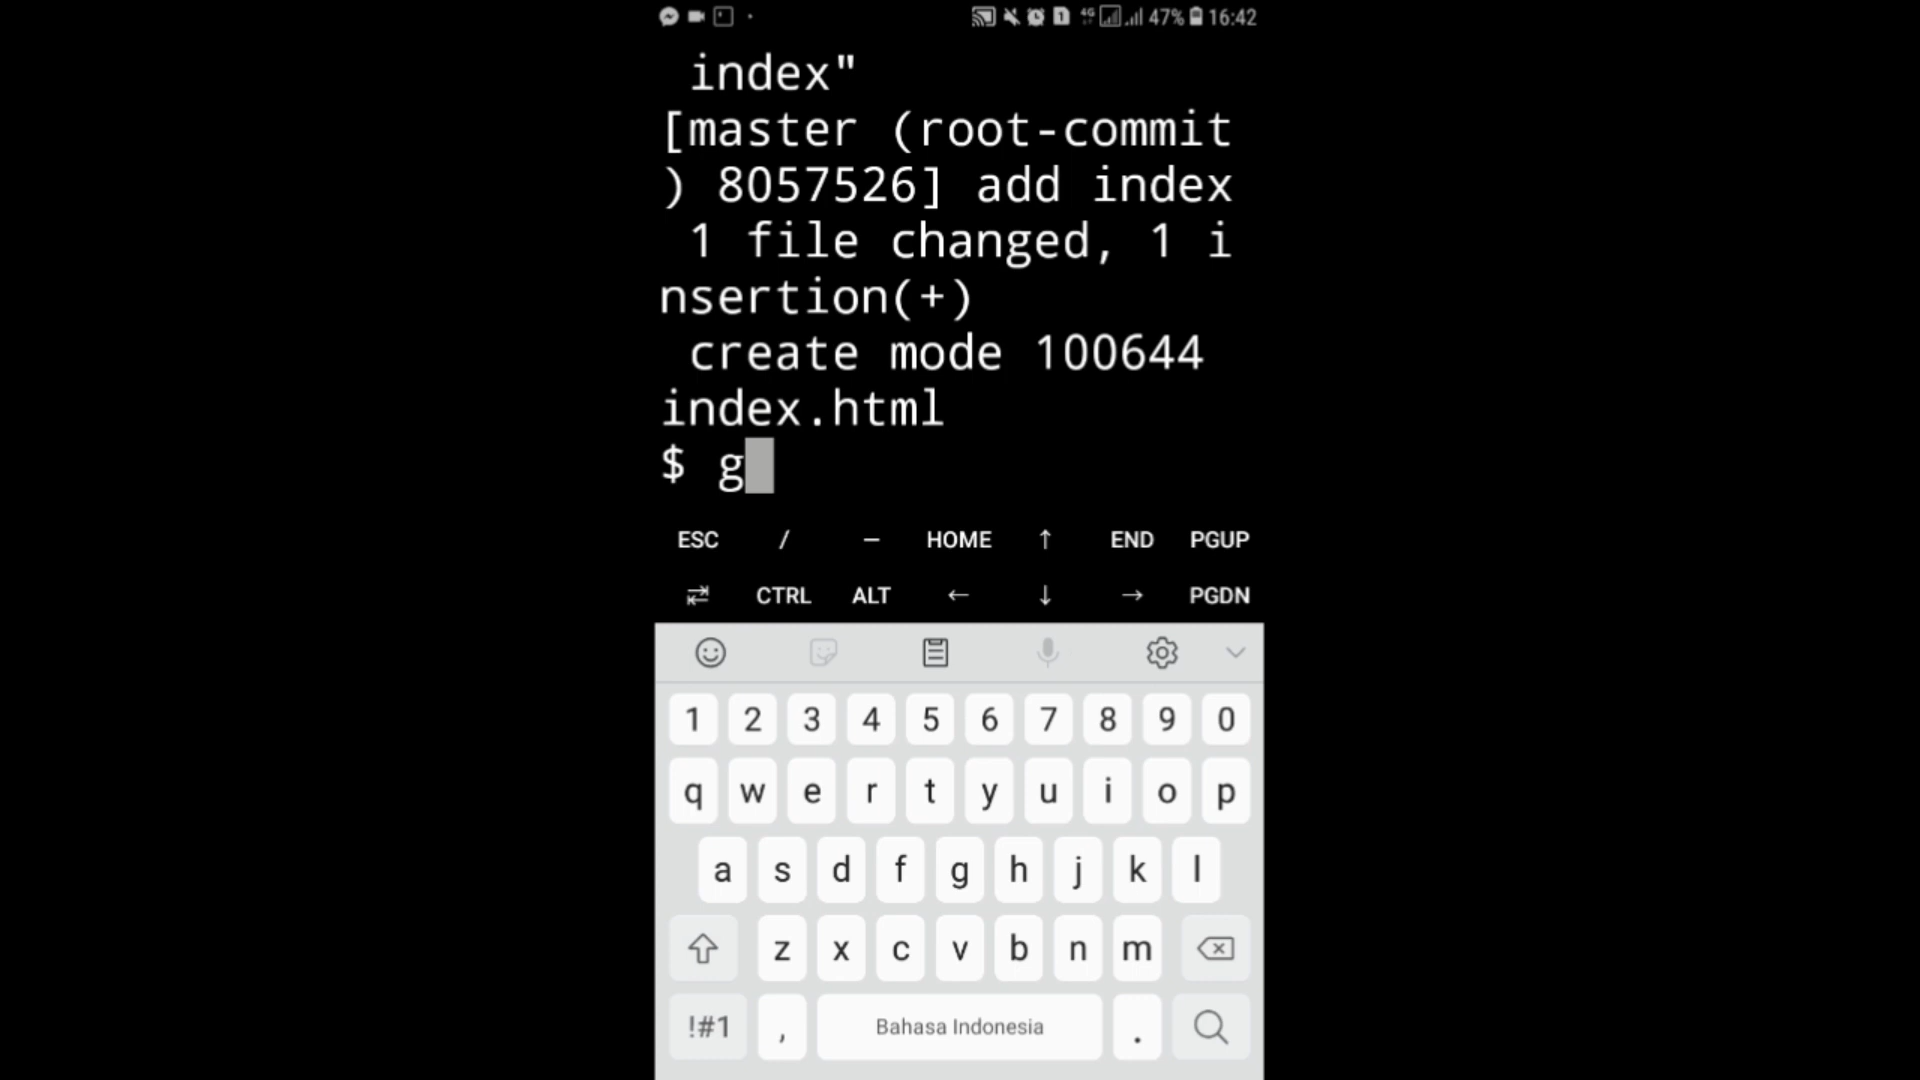 4G 47% 16:42
index"
[master (root-commit
) 8057526] add index
1 file changed, 1 i
nsertion(+)
create mode 100644
index.html
$ g
ESC / — HOME ↑ END PGUP
⇄ CTRL ALT ← ↓ → PGDN
1 2 3 4 5 6 7 8 9 0
q w e r t y u i o p
a s d f g h j k l
z x c v b n m
!#1 , Bahasa Indonesia .